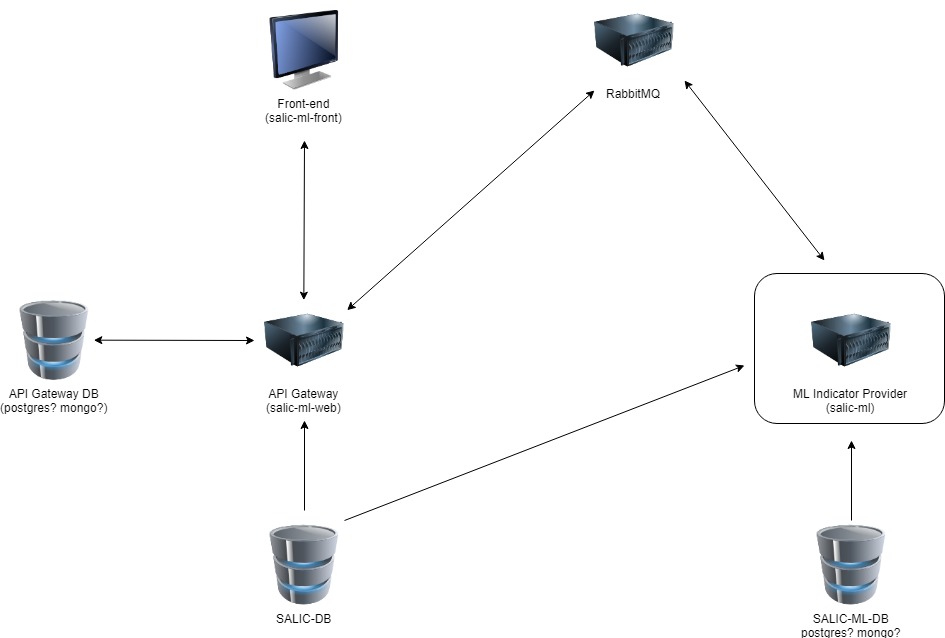 RabbitMQ
Front-end
(salic-ml-front)
API Gateway DB
(postgres? mongo?)
API Gateway
(salic-ml-web)
ML Indicator Provider
(salic-ml)
SALIC-DB
SALIC-ML-DB
postgres? mongo?